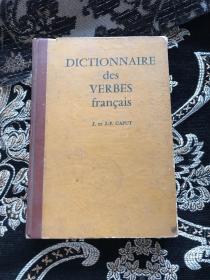 DICTIONNAIRE
des
VERBES
français
J. et J.-P. CAPUT